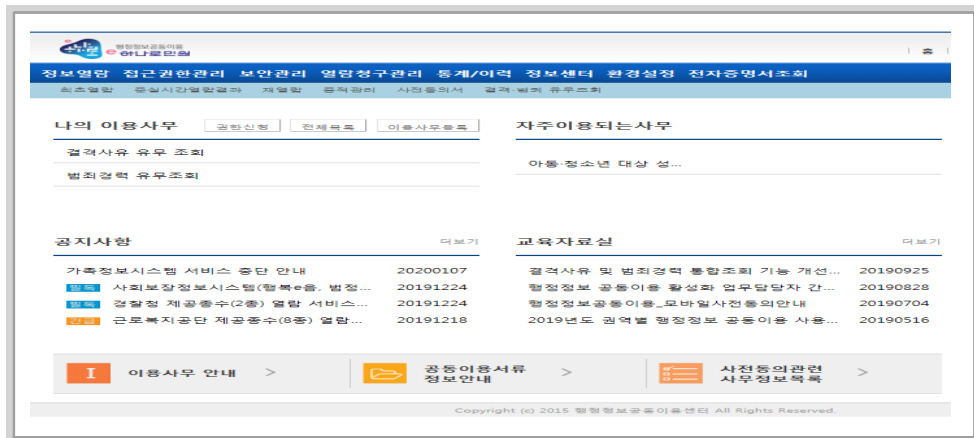 행정정보공동이용
e하나로민원
홈
정보열람 접근권한관리 보안관리 열람청구관리 통계/이력 정보센터 환경설정 전자증명서조회
최초열람 중실시간열람결과 재열람 증적관리 사전동의서 결격·범죄 유무조회
나의 이용사무 권한신청 전체목록 이용사무등록
결격사유 유무 조회
범죄경력 유무조회
자주이용되는사무
아동·청소년 대상 성...
공지사항 더보기
가족정보시스템 서비스 중단 안내 20200107
필독 사회보장정보시스템(행복e음, 범정... 20191224
필독 경찰청 제공종수(2종) 열람 서비스... 20191224
긴급 근로복지공단 제공종수(8종) 열람... 20191218
교육자료실 더보기
결격사유 및 범죄경력 통합조회 기능 개선... 20190925
행정정보 공동이용 활성화 업무담당자 간... 20190828
행정정보공동이용_모바일사전동의안내 20190704
2019년도 권역별 행정정보 공동이용 사용... 20190516
I 이용사무 안내 >
공동이용서류
정보안내 >
사전동의관련
사무정보목록 >
Copyright (c) 2015 행정정보공동이용센터 All Rights Reserved.